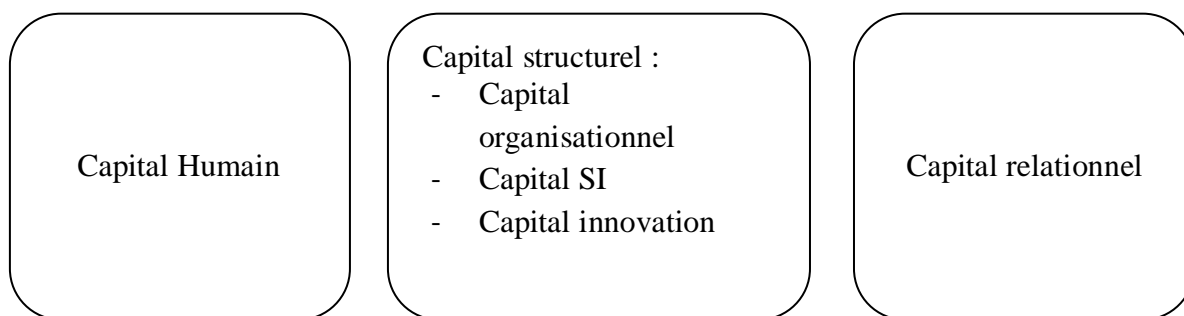 Capital Humain
Capital structurel :
- Capital
organisationnel
- Capital SI
- Capital innovation
Capital relationnel